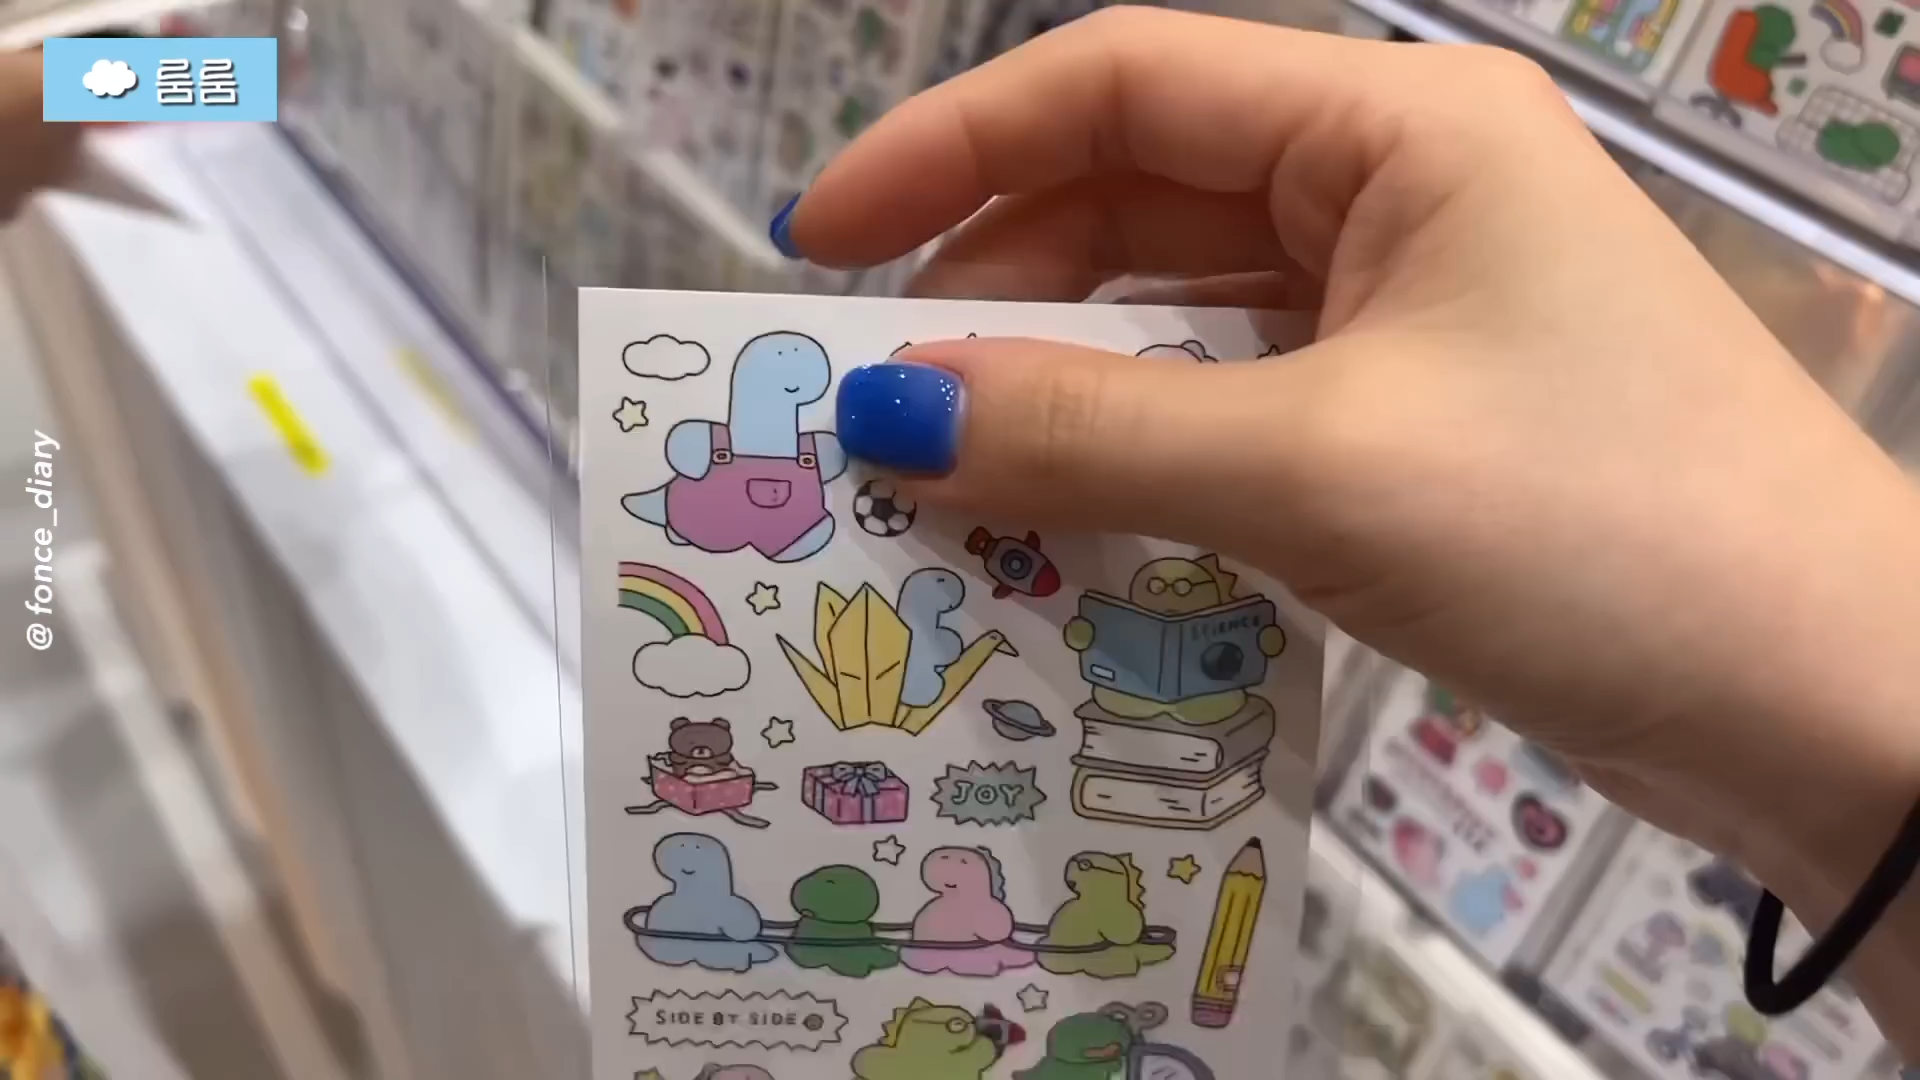 룸룸
@fonce_diary
SCIENCE
JOY
SIDE BY SIDE